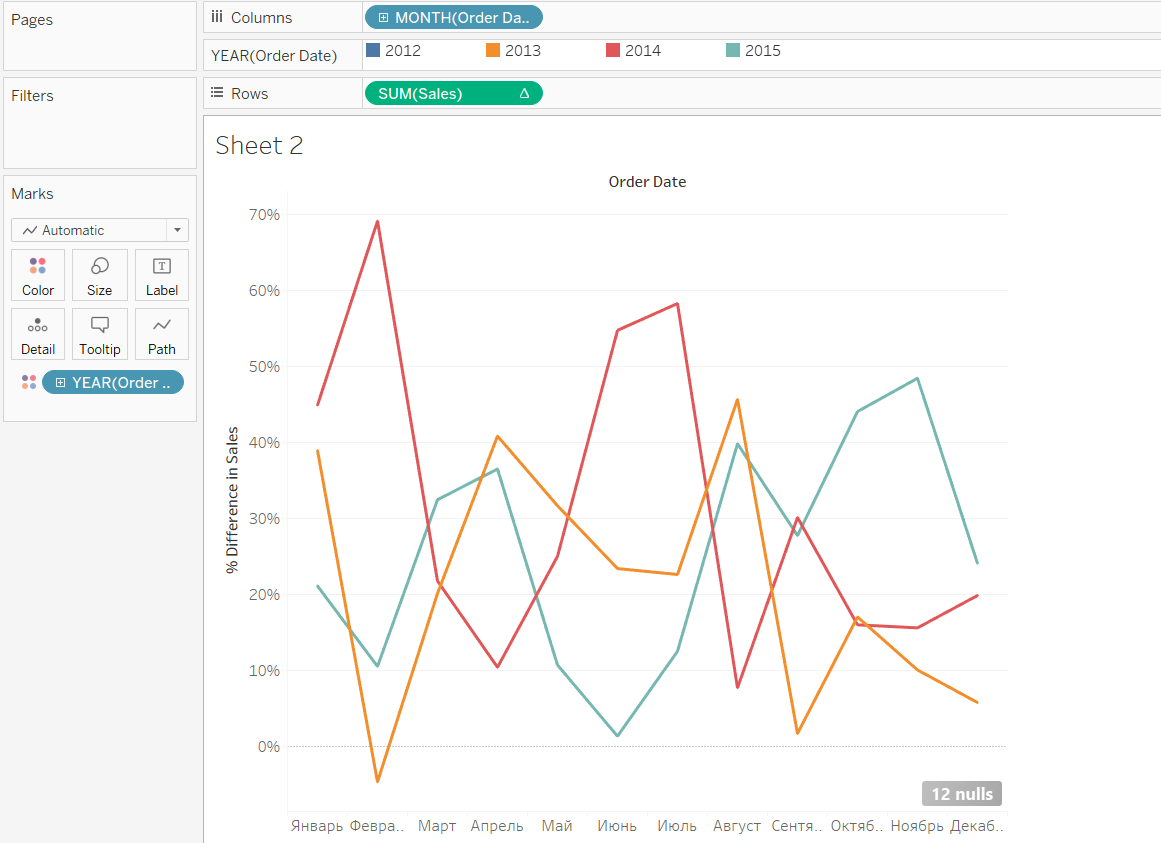 Pages
Columns
MONTH(Order Da..
YEAR(Order Date)
2012
2013
2014
2015
Filters
Rows
SUM(Sales) Δ
Sheet 2
Marks
Automatic
Color
Size
Label
Detail
Tooltip
Path
YEAR(Order ..
Order Date
% Difference in Sales
70%
60%
50%
40%
30%
20%
10%
0%
12 nulls
Январь Февра.. Март Апрель Май Июнь Июль Август Сентя.. Октяб.. Ноябрь Декаб..